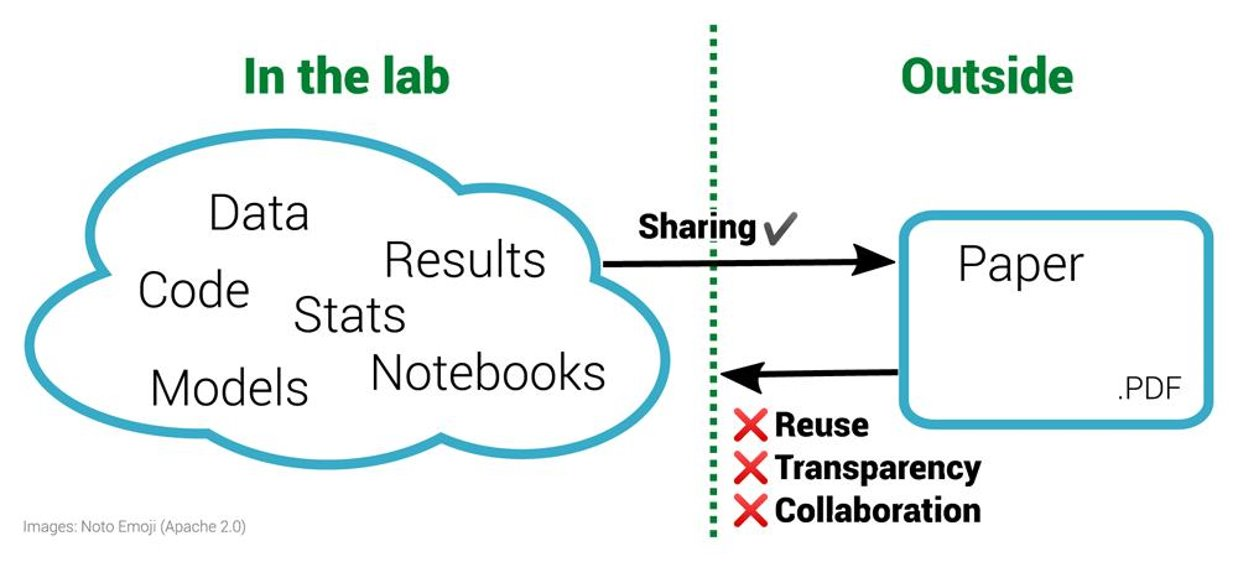 In the lab
Outside
Data
Results
Code
Stats
Models
Notebooks
Sharing ✔
Paper
.PDF
❌ Reuse
❌ Transparency
❌ Collaboration
Images: Noto Emoji (Apache 2.0)